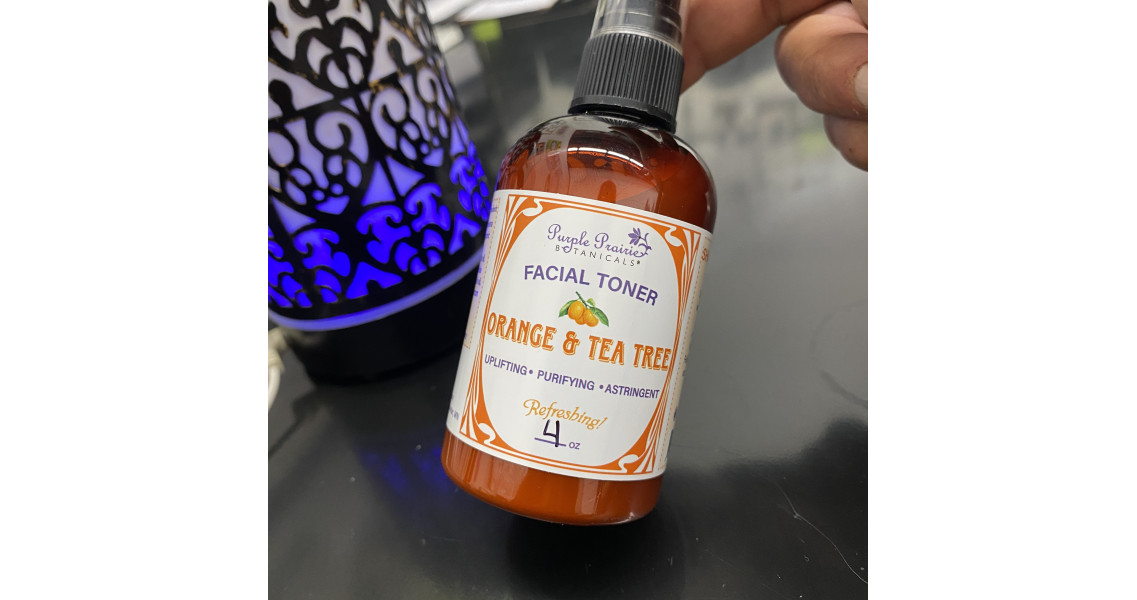 Purple Prairie
BOTANICALS®
FACIAL TONER
ORANGE & TEA TREE
UPLIFTING • PURIFYING • ASTRINGENT
Refreshing!
4 oz